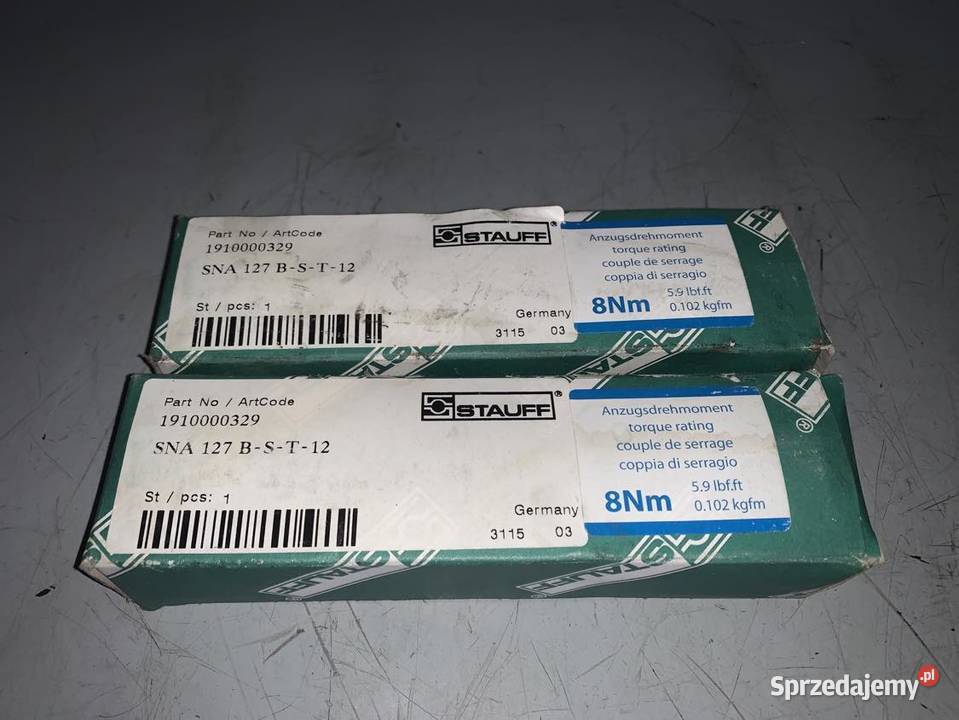 Part No / ArtCode
1910000329
SNA 127 B-S-T-12
STAUFF®
St / pcs: 1
Germany
3115 03
Anzugsdrehmoment
torque rating
couple de serrage
coppia di serragio
8Nm
5.9 lbf.ft
0.102 kgfm
®
STAUFF
Part No / ArtCode
1910000329
SNA 127 B-S-T-12
STAUFF®
St / pcs: 1
Germany
3115 03
Anzugsdrehmoment
torque rating
couple de serrage
coppia di serragio
8Nm
5.9 lbf.ft
0.102 kgfm
®
STAUFF
STAUFF
Sprzedajemy.pl